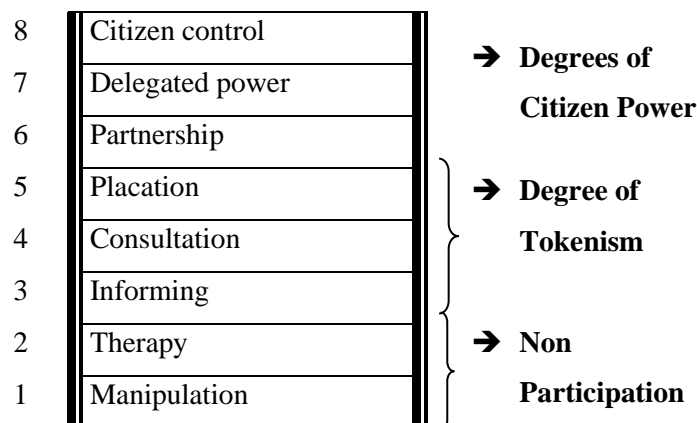 8 Citizen control
➔ Degrees of
7 Delegated power
Citizen Power
6 Partnership
5 Placation ➔ Degree of
4 Consultation Tokenism
3 Informing
2 Therapy ➔ Non
1 Manipulation Participation